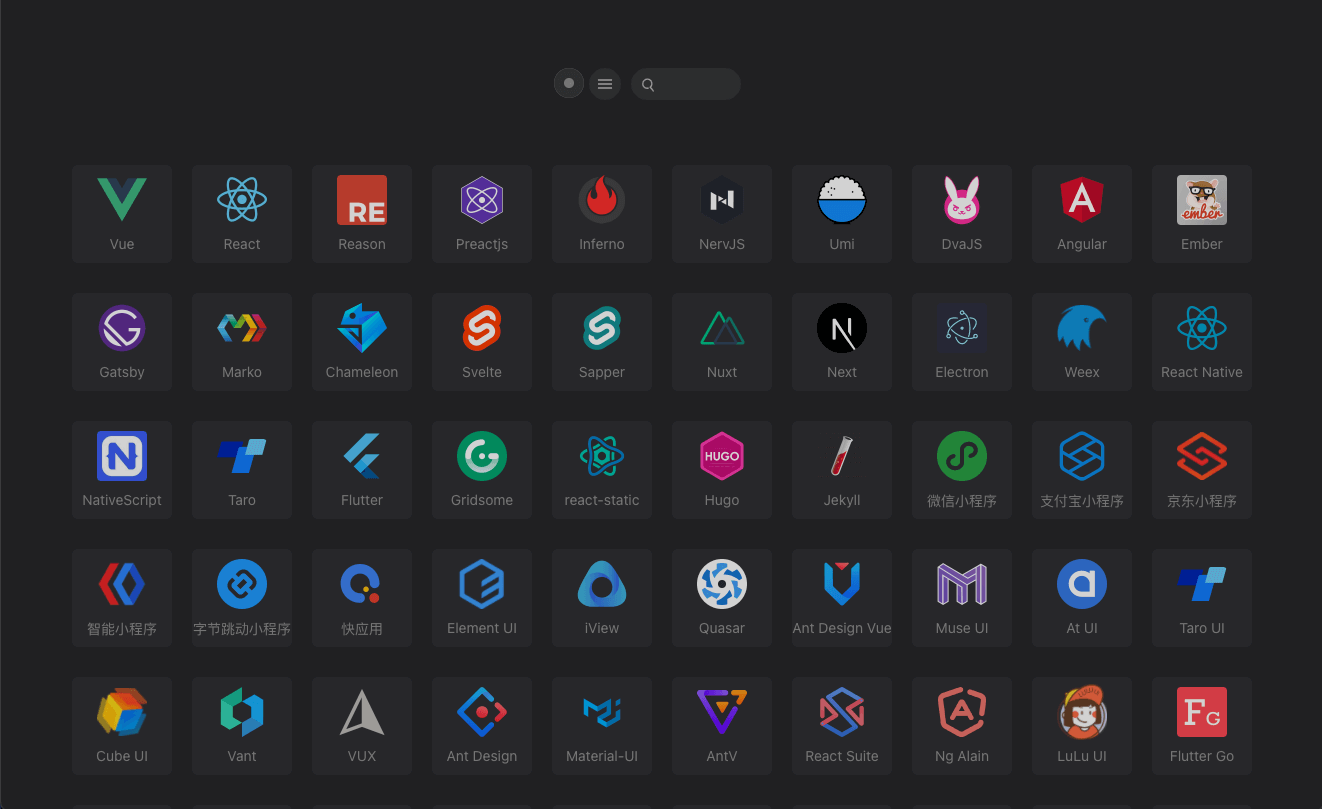 RE
Vue
React
Reason
Preactjs
Inferno
NervJS
Umi
DvaJS
Angular
ember
Ember
Gatsby
Marko
Chameleon
Svelte
Sapper
Nuxt
Next
Electron
Weex
React Native
HUGO
NativeScript
Taro
Flutter
Gridsome
react-static
Hugo
Jekyll
微信小程序
支付宝小程序
京东小程序
智能小程序
字节跳动小程序
快应用
Element UI
iView
Quasar
Ant Design Vue
Muse UI
At UI
Taro UI
FG
Cube UI
Vant
VUX
Ant Design
Material-UI
AntV
React Suite
Ng Alain
LuLu UI
Flutter Go